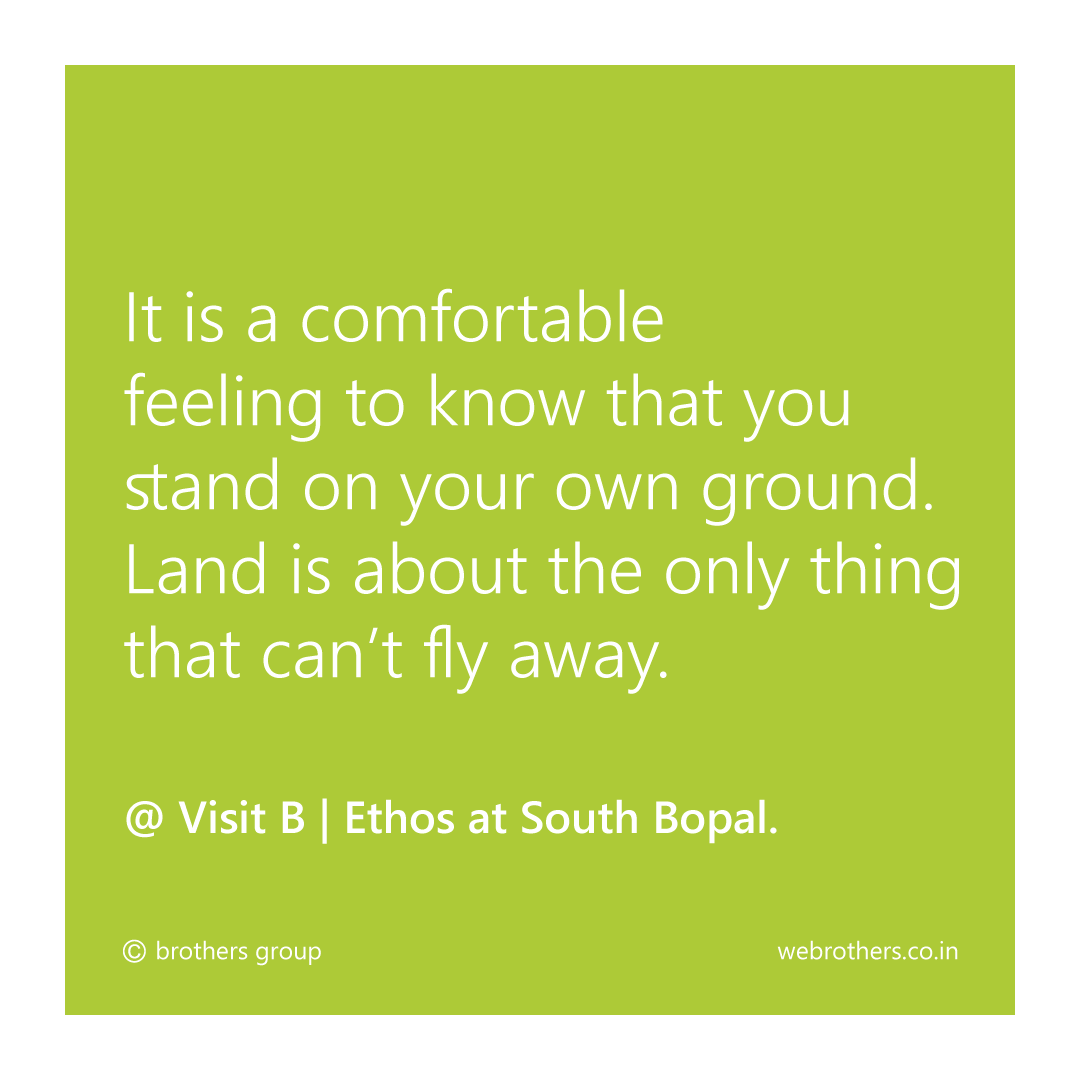 It is a comfortable
feeling to know that you
stand on your own ground.
Land is about the only thing
that can’t fly away.
@ Visit B | Ethos at South Bopal.
© brothers group
webrothers.co.in